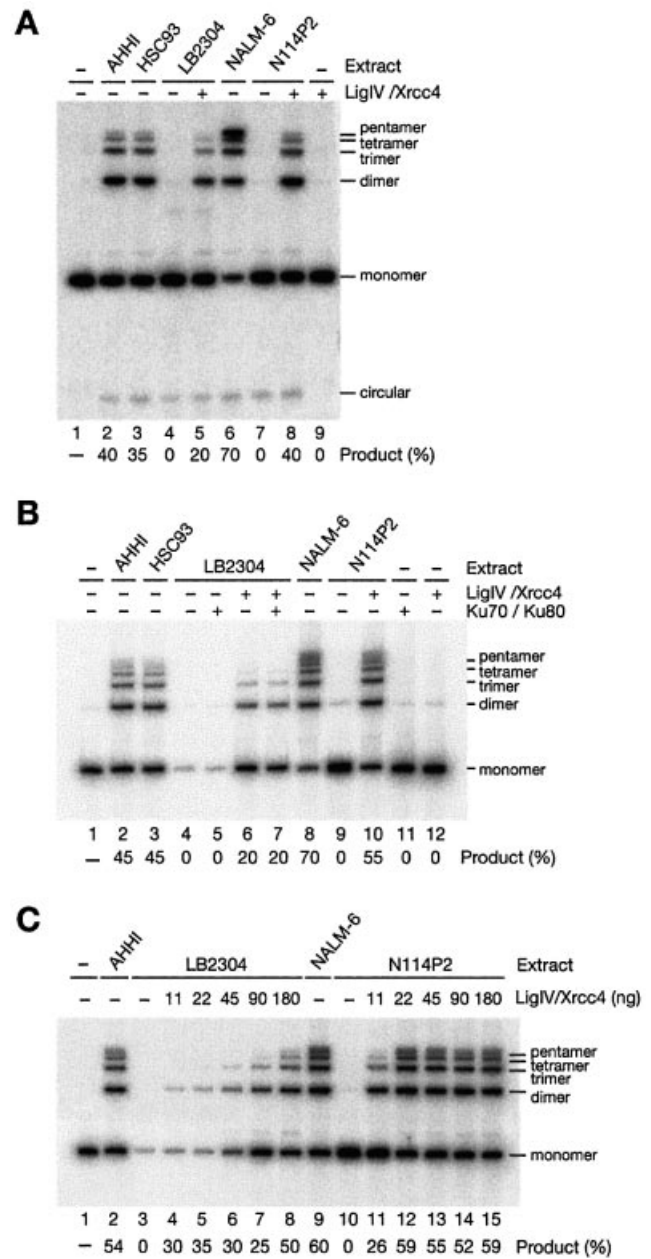 A
– AHHI HSC93 LB2304 NALM-6 N114P2 – Extract
– – – – + – – + + LigIV /Xrcc4
pentamer
tetramer
trimer
dimer
monomer
circular
1 2 3 4 5 6 7 8 9
– 40 35 0 20 70 0 40 0 Product (%)
B
– AHHI HSC93 LB2304 NALM-6 N114P2 – – Extract
– – – – – + + – – + – + LigIV /Xrcc4
– – – – + – + – – – + – Ku70 / Ku80
pentamer
tetramer
trimer
dimer
monomer
1 2 3 4 5 6 7 8 9 10 11 12
– 45 45 0 0 20 20 70 0 55 0 0 Product (%)
C
– AHHI LB2304 NALM-6 N114P2 Extract
– – – 11 22 45 90 180 – – 11 22 45 90 180 LigIV/Xrcc4 (ng)
pentamer
tetramer
trimer
dimer
monomer
1 2 3 4 5 6 7 8 9 10 11 12 13 14 15
– 54 0 30 35 30 25 50 60 0 26 59 55 52 59 Product (%)